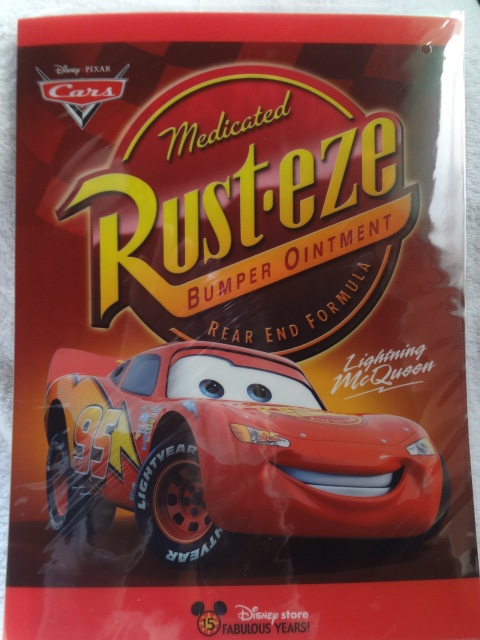 Disney · PIXAR
Cars
Medicated
Rust·eze
BUMPER OINTMENT
REAR END FORMULA
Lightning
McQueen
95
LIGHTYEAR
HTYEAR
Disney store
15
FABULOUS YEARS!